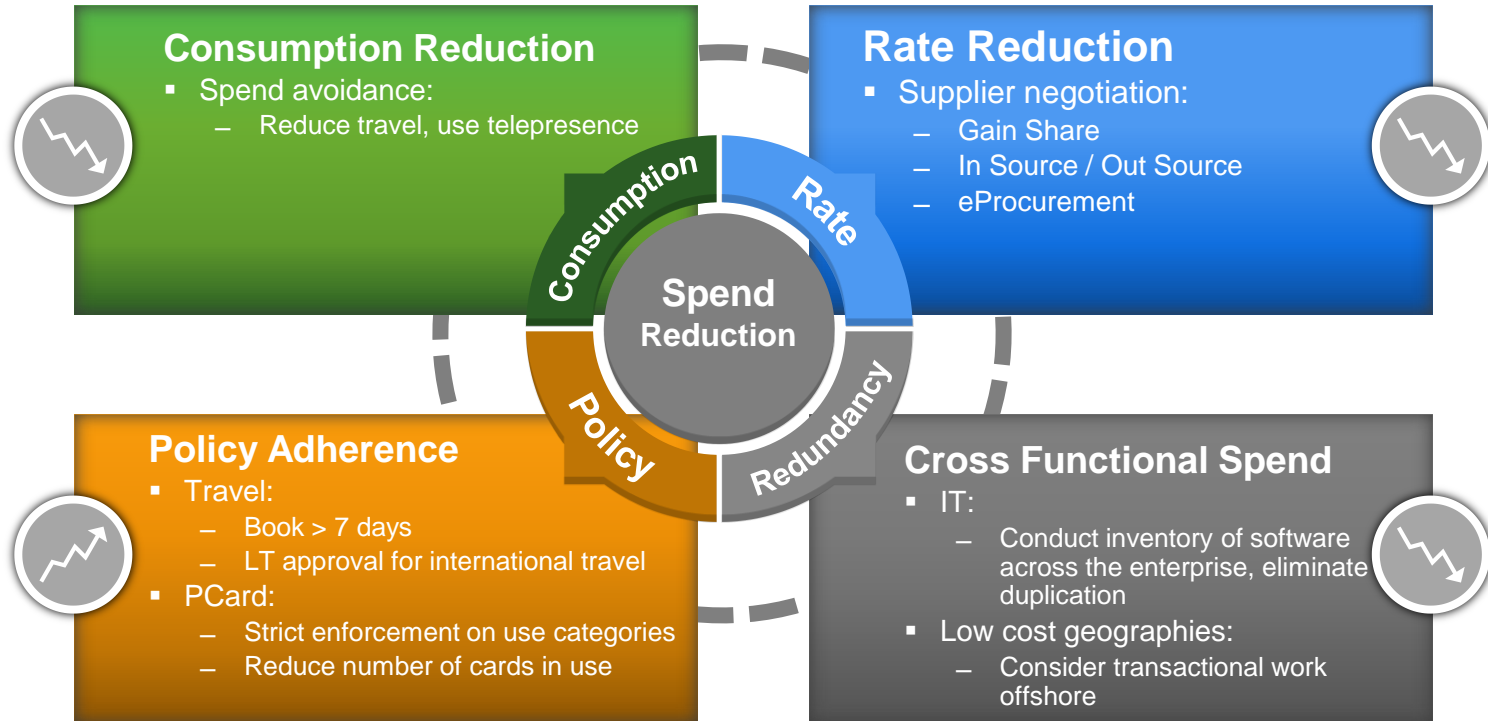 Consumption Reduction
▪ Spend avoidance:
– Reduce travel, use telepresence
Rate Reduction
▪ Supplier negotiation:
– Gain Share
– In Source / Out Source
– eProcurement
Consumption
Rate
Spend
Reduction
Policy
Redundancy
Policy Adherence
▪ Travel:
– Book > 7 days
– LT approval for international travel
▪ PCard:
– Strict enforcement on use categories
– Reduce number of cards in use
Cross Functional Spend
▪ IT:
– Conduct inventory of software
across the enterprise, eliminate
duplication
▪ Low cost geographies:
– Consider transactional work
offshore